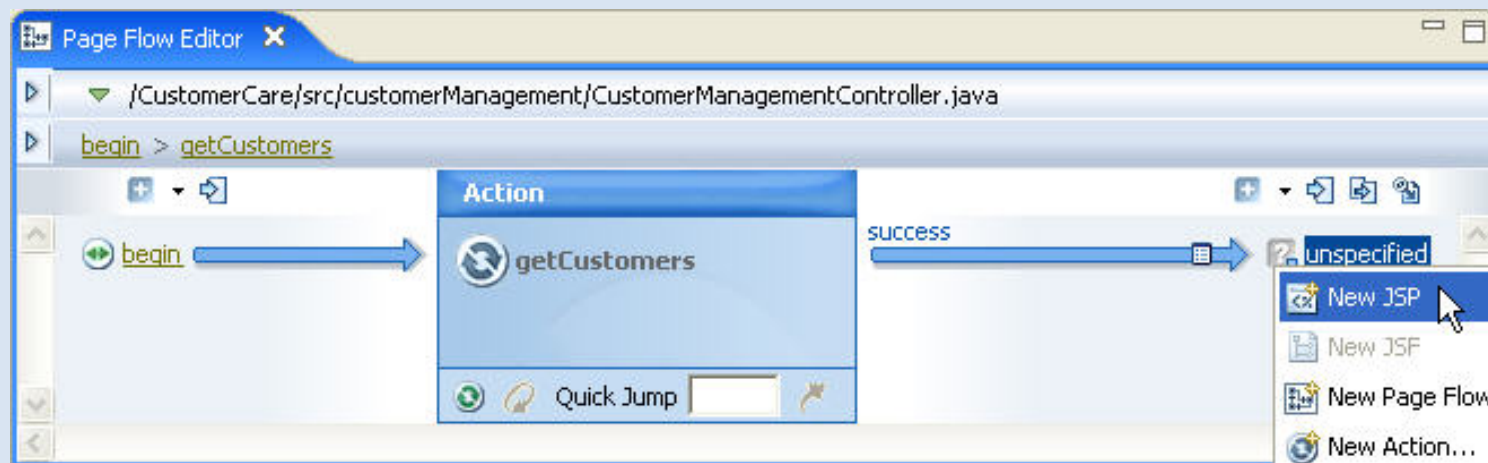 Page Flow Editor
/CustomerCare/src/customerManagement/CustomerManagementController.java
begin > getCustomers
Action
begin
getCustomers
success
unspecified
New JSP
New JSF
New Page Flow
New Action...
Quick Jump